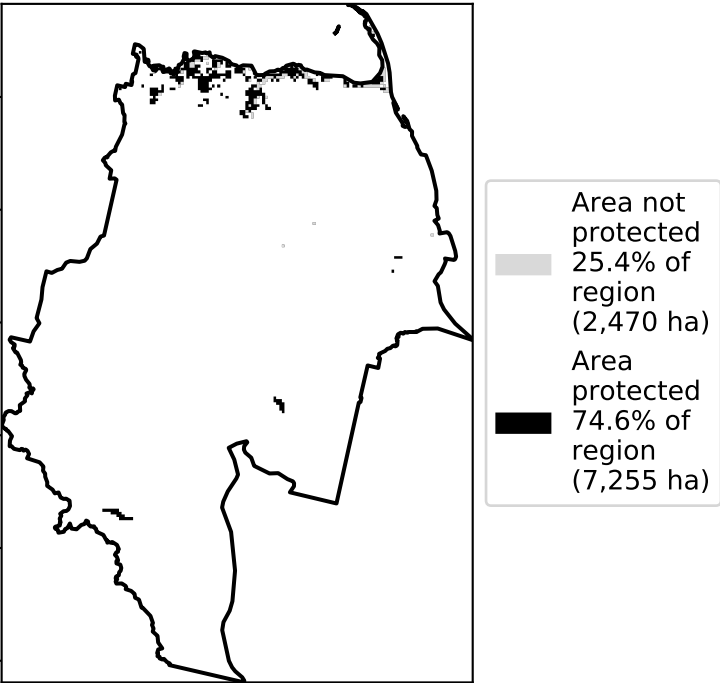 Area not
protected
25.4% of
region
(2,470 ha)
Area
protected
74.6% of
region
(7,255 ha)